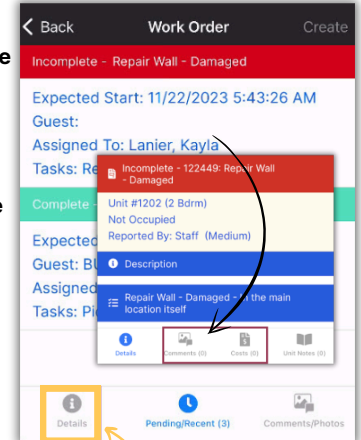 Back Work Order Create
e
Incomplete - Repair Wall - Damaged
Expected Start: 11/22/2023 5:43:26 AM
Guest:
Assigned To: Lanier, Kayla
Tasks: Re
Incomplete - 122449: Repair Wall
- Damaged
Complete -
e
Unit #1202 (2 Bdrm)
Not Occupied
Reported By: Staff (Medium)
Expected
Guest: BU
Assigned
Tasks: Pi
Description
Repair Wall - Damaged - In the main
location itself
Details Comments (0) Costs (0) Unit Notes (0)
Details Pending/Recent (3) Comments/Photos